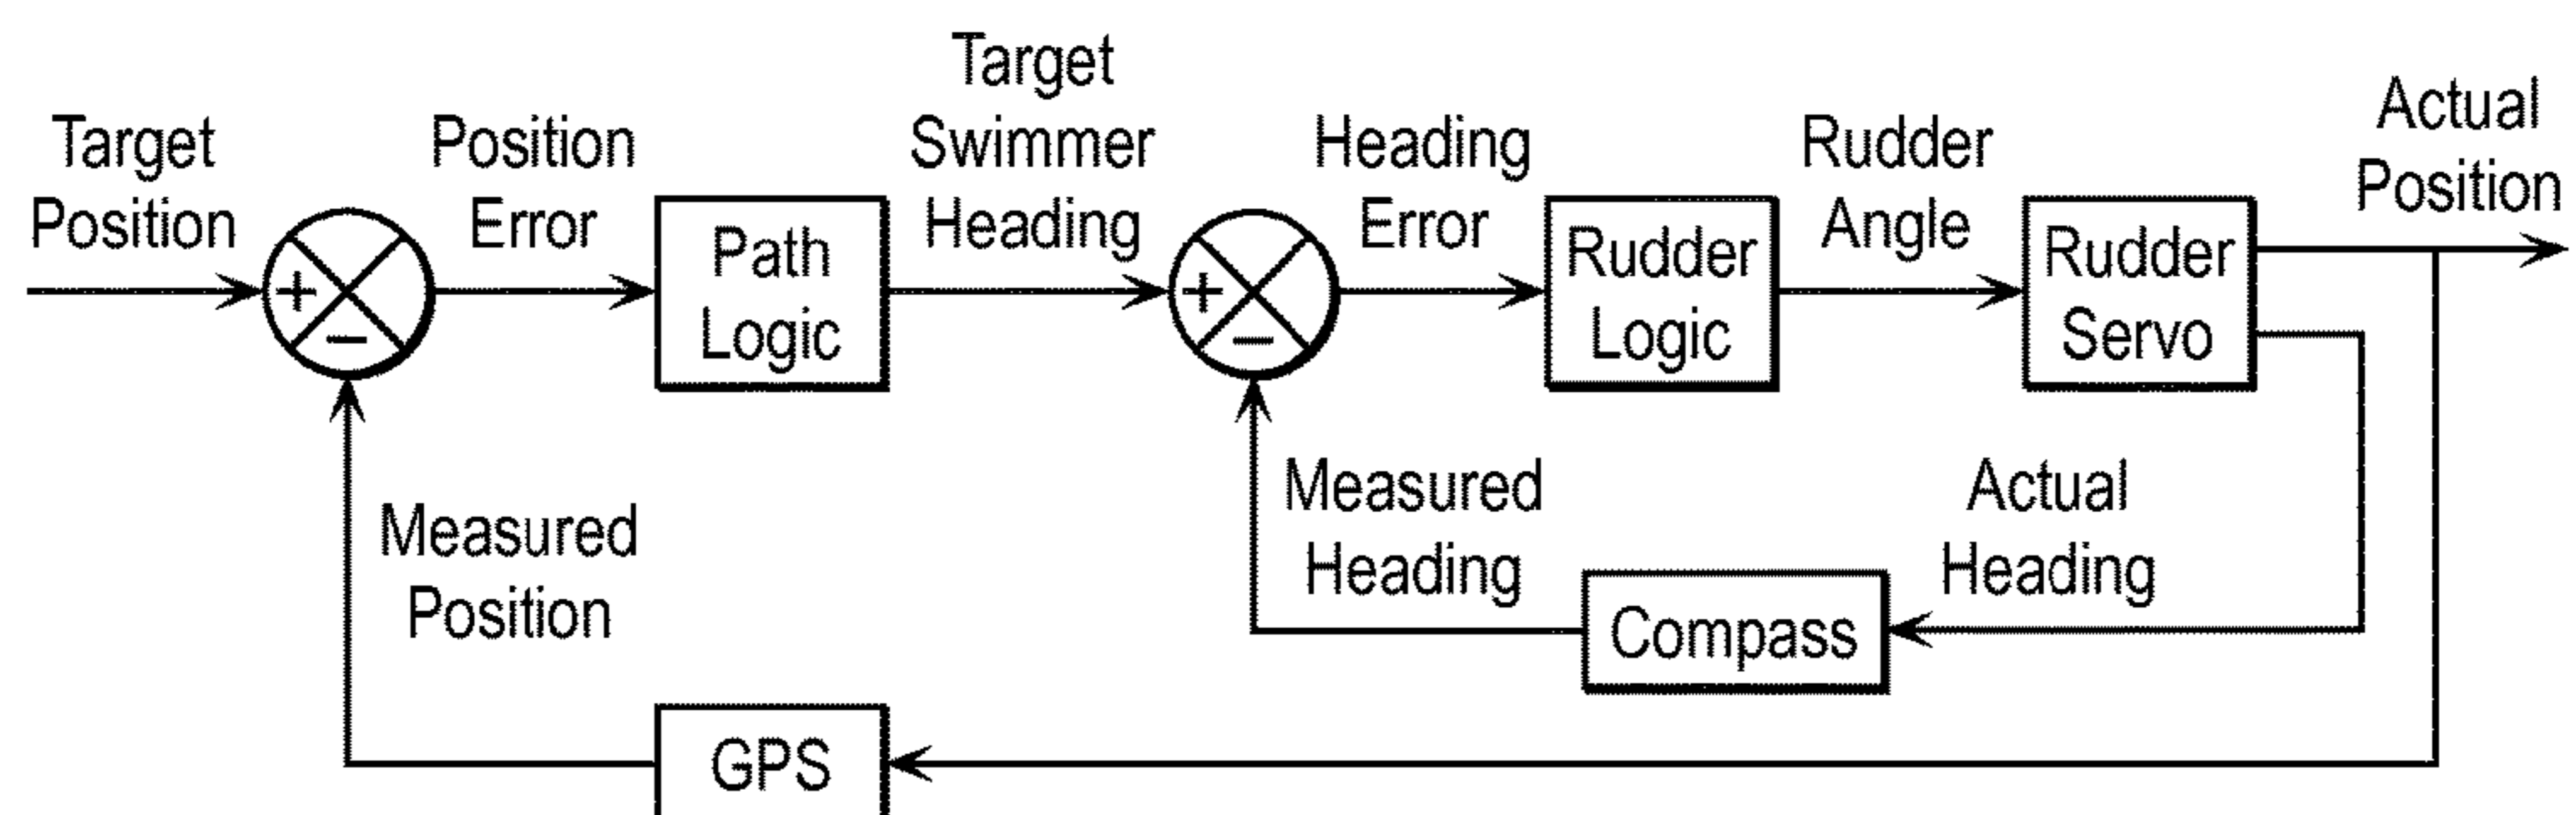 Target
Position
+
−
Position
Error
Path
Logic
Target
Swimmer
Heading
+
−
Heading
Error
Rudder
Logic
Rudder
Angle
Rudder
Servo
Actual
Position
Measured
Position
Measured
Heading
Compass
Actual
Heading
GPS